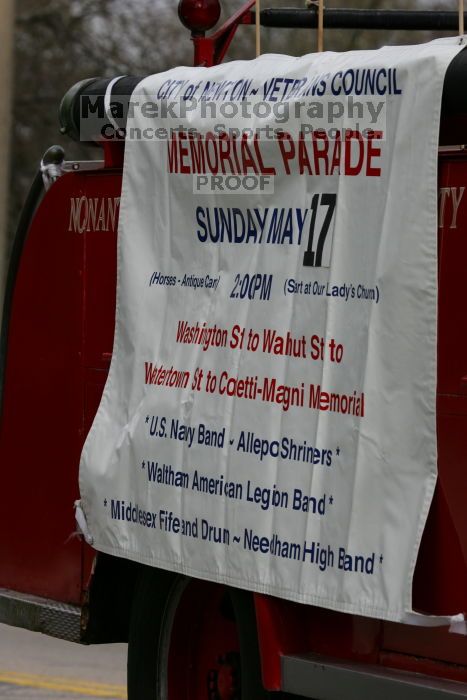 CITY of NEWTON ~ VETERANS COUNCIL
MarekPhotography
Concerts Sports People
MEMORIAL PARADE
PROOF
NONANT
TY
SUNDAY MAY 17
(Horses - Antique Cars) 2:00PM (Start at Our Lady's Church)
Washington St to Walnut St to
Watertown St to Coletti-Magni Memorial
* U.S. Navy Band ~ Alleppo Shriners *
* Waltham American Legion Band *
* Middlesex Fife and Drum ~ Needham High Band *